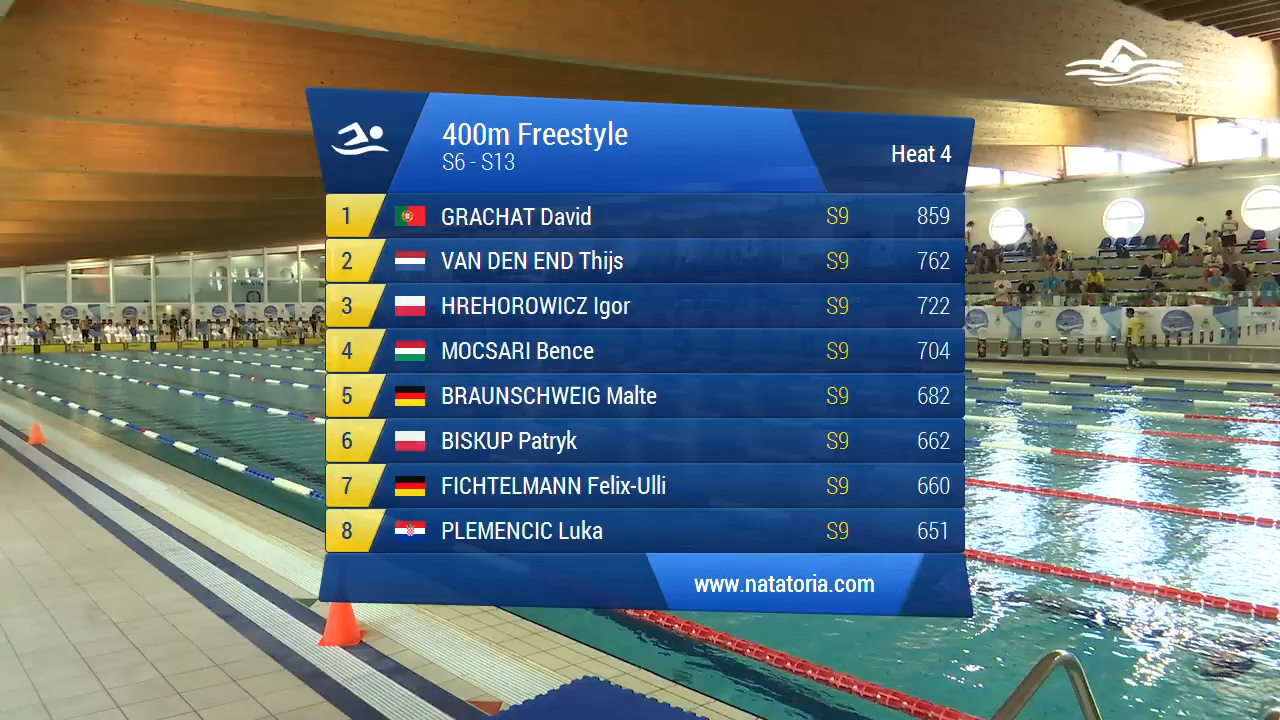 400m Freestyle
S6 - S13
Heat 4
1 GRACHAT David S9 859
2 VAN DEN END Thijs S9 762
3 HREHOROWICZ Igor S9 722
4 MOCSARI Bence S9 704
5 BRAUNSCHWEIG Malte S9 682
6 BISKUP Patryk S9 662
7 FICHTELMANN Felix-Ulli S9 660
8 PLEMENCIC Luka S9 651
www.natatoria.com